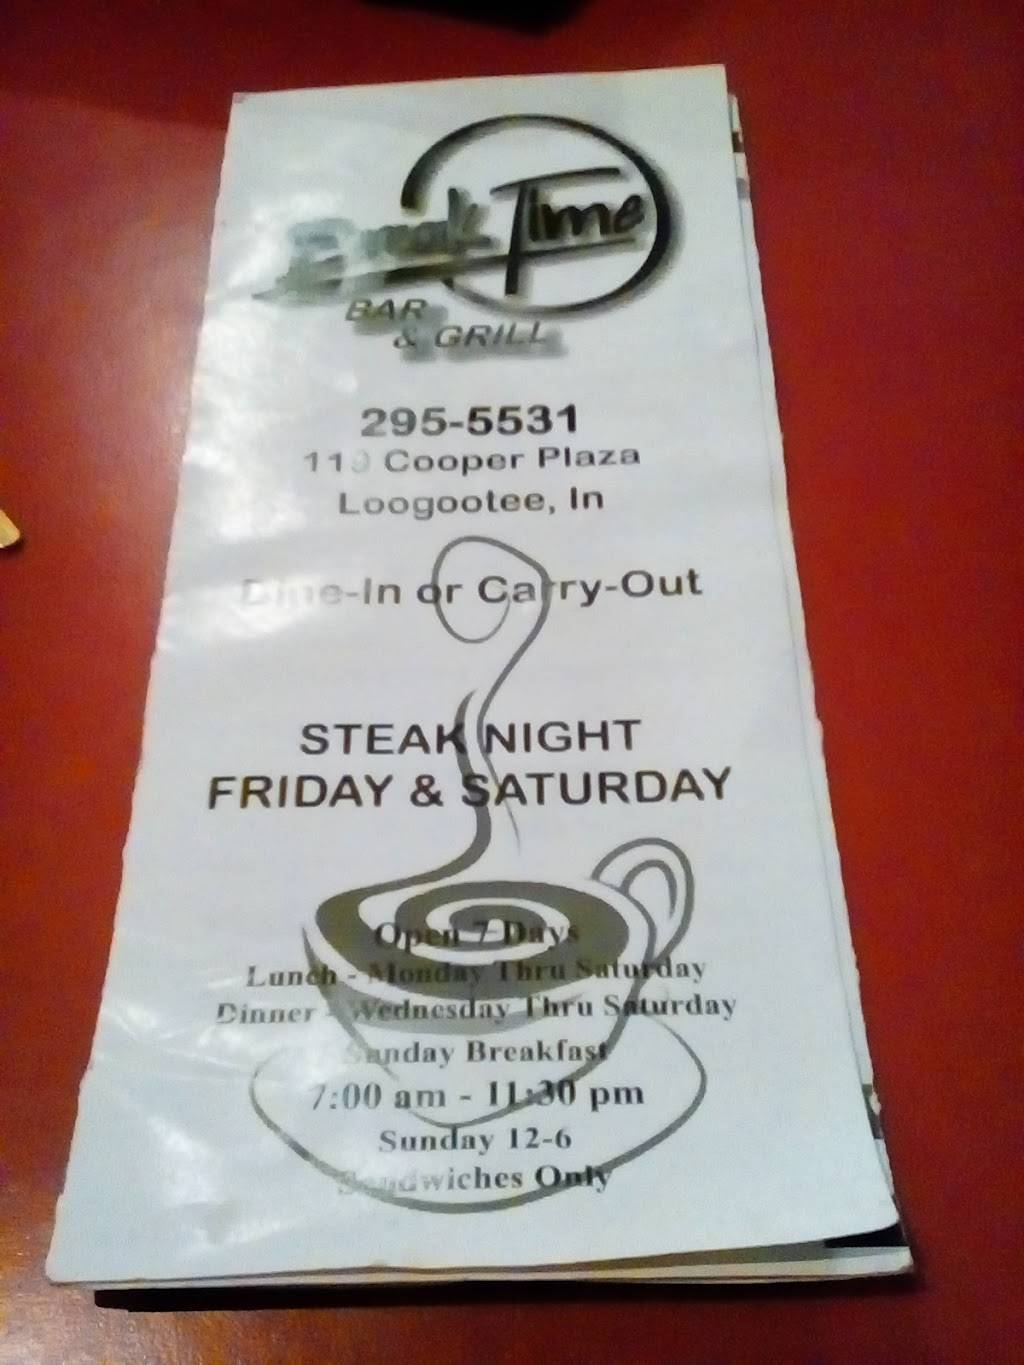 Break Time
BAR
& GRILL
295-5531
119 Cooper Plaza
Loogootee, In
Dine-In or Carry-Out
STEAK NIGHT
FRIDAY & SATURDAY
Open 7 Days
Lunch - Monday Thru Saturday
Dinner - Wednesday Thru Saturday
Sunday Breakfast
7:00 am - 11:30 pm
Sunday 12-6
Sandwiches Only